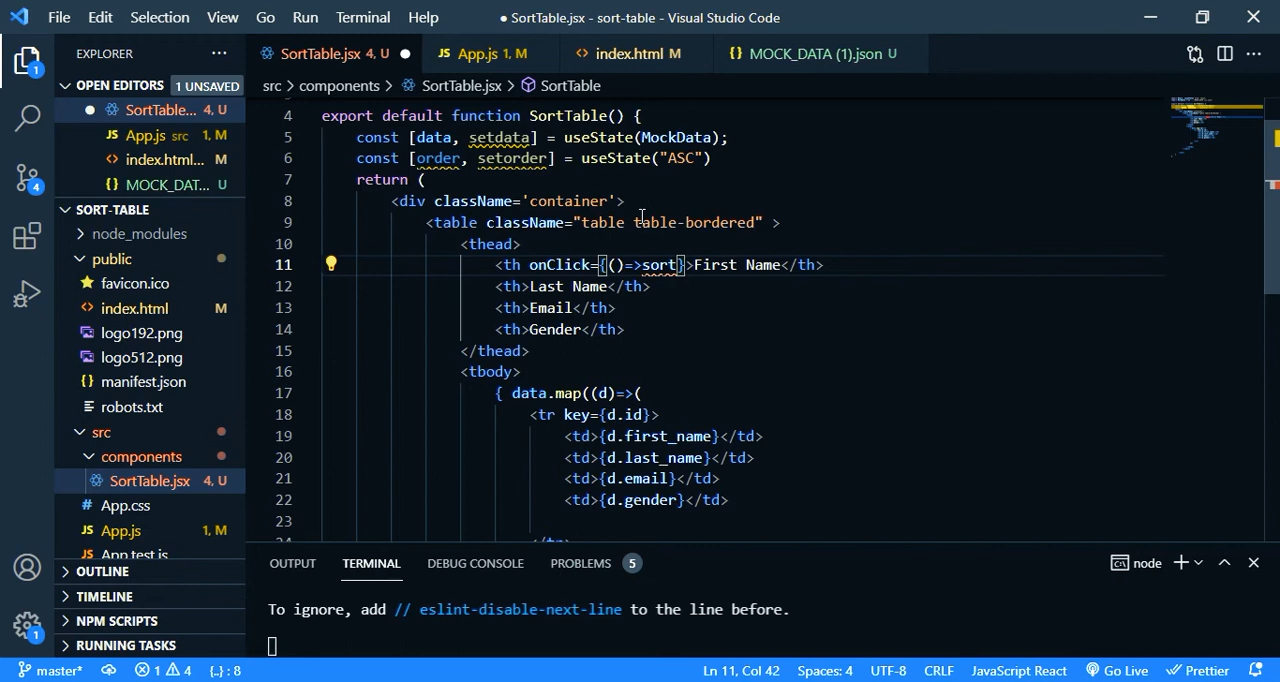 File Edit Selection View Go Run Terminal Help ● SortTable.jsx - sort-table - Visual Studio Code
EXPLORER ···
SortTable.jsx 4, U ●
JS App.js 1, M
<> index.html M
{} MOCK_DATA (1).json U
OPEN EDITORS 1 UNSAVED
src > components > SortTable.jsx > SortTable
● SortTable... 4, U
JS App.js src 1, M
<> index.html... M
{} MOCK_DAT... U
SORT-TABLE
node_modules
public
favicon.ico
<> index.html M
logo192.png
logo512.png
{} manifest.json
robots.txt
src
components
SortTable.jsx 4, U
# App.css
JS App.js 1, M
JS App.test.js
OUTLINE
TIMELINE
NPM SCRIPTS
RUNNING TASKS
1
4
1
4 export default function SortTable() {
5 const [data, setdata] = useState(MockData);
6 const [order, setorder] = useState("ASC")
7 return (
8 <div className='container'>
9 <table className="table table-bordered" >
10 <thead>
11 <th onClick={()=>sort}>First Name</th>
12 <th>Last Name</th>
13 <th>Email</th>
14 <th>Gender</th>
15 </thead>
16 <tbody>
17 { data.map((d)=>(
18 <tr key={d.id}>
19 <td>{d.first_name}</td>
20 <td>{d.last_name}</td>
21 <td>{d.email}</td>
22 <td>{d.gender}</td>
23
24 </tr>
OUTPUT TERMINAL DEBUG CONSOLE PROBLEMS 5 node
To ignore, add // eslint-disable-next-line to the line before.
master* 1 4 {..} : 8 Ln 11, Col 42 Spaces: 4 UTF-8 CRLF JavaScript React Go Live Prettier